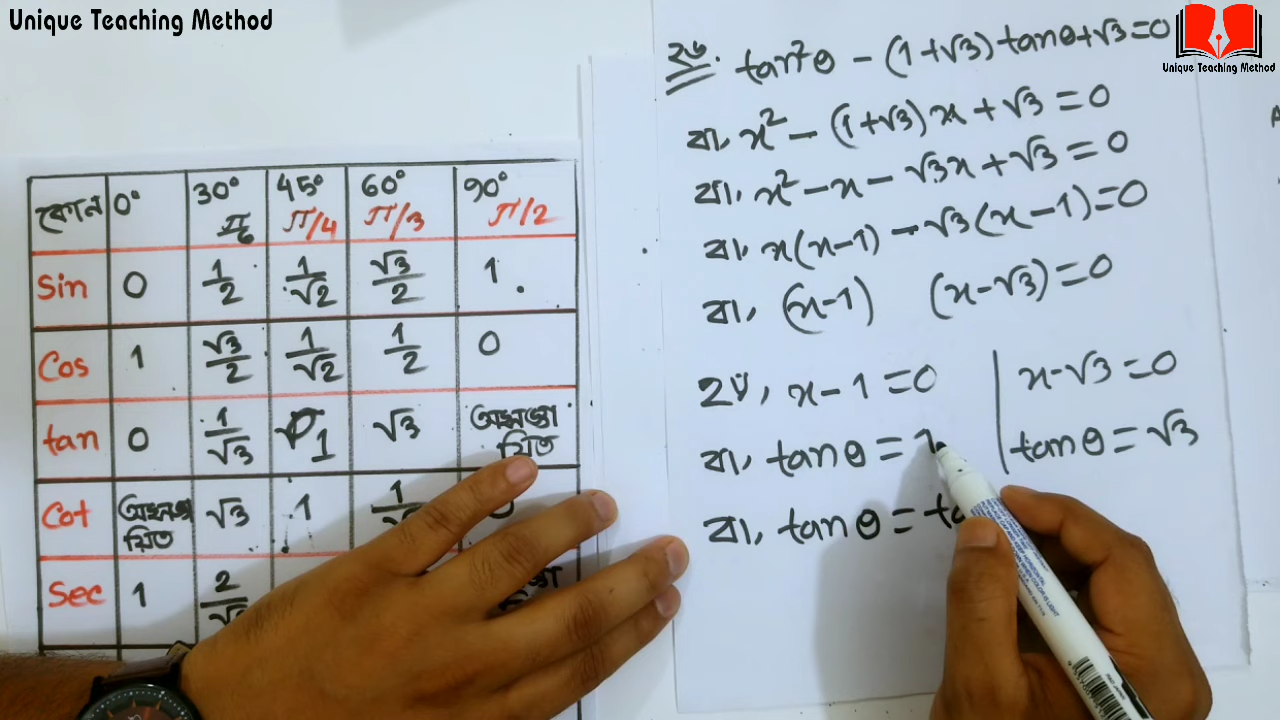 Unique Teaching Method
Unique Teaching Method
কোন 0° 30° 45° 60° 90°
π/6 π/4 π/3 π/2
Sin 0 1/2 1/√2 √3/2 1
Cos 1 √3/2 1/√2 1/2 0
tan 0 1/√3 1 √3 অসংজ্ঞায়িত
Cot অসংজ্ঞায়িত √3 1
Sec 1
২৬. tan²θ - (1+√3) tanθ+√3=0
বা, x² - (1+√3)x + √3 = 0
বা, x² - x - √3x + √3 = 0
বা, x(x-1) - √3(x-1)=0
বা, (x-1) (x-√3)=0
হয়, x-1=0 | x-√3=0
বা, tanθ = 1 | tanθ = √3
বা, tanθ =